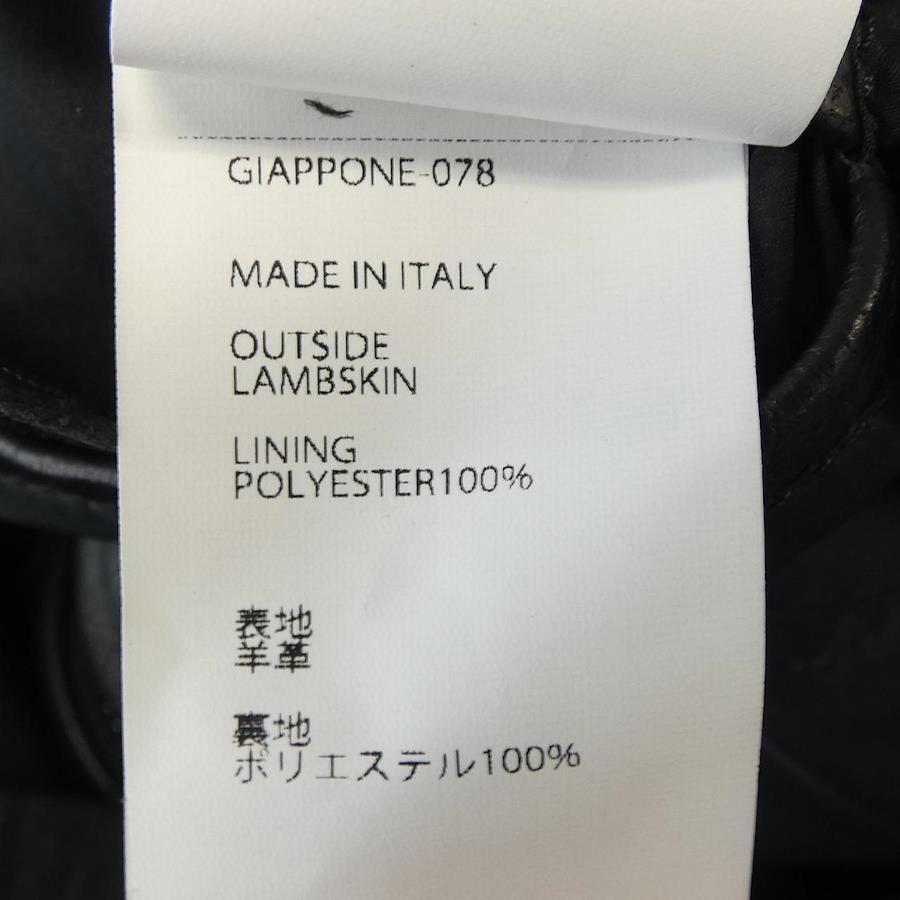 GIAPPONE-078
MADE IN ITALY
OUTSIDE
LAMBSKIN
LINING
POLYESTER100%
表地
羊革
裏地
ポリエステル100%